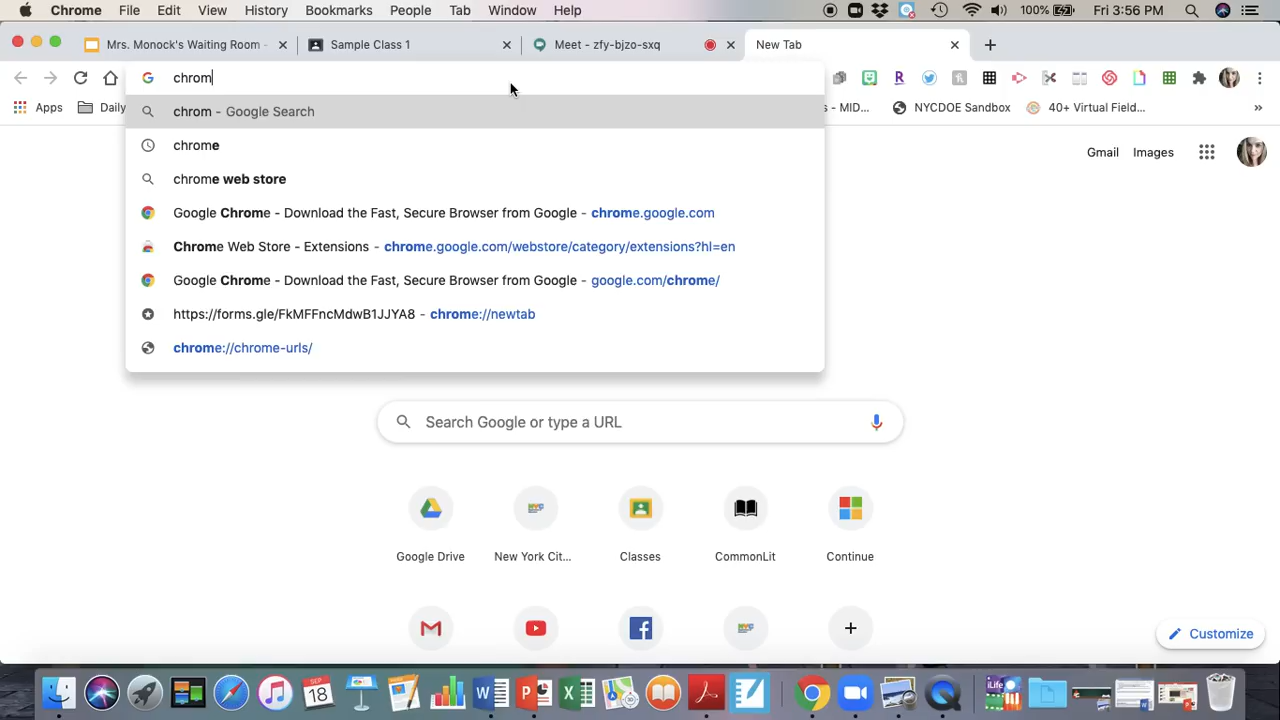 Chrome File Edit View History Bookmarks People Tab Window Help 100% Fri 3:56 PM
Mrs. Monock's Waiting Room - Sample Class 1 Meet - zfy-bjzo-sxq New Tab
chrom
Apps Daily - MID... NYCDOE Sandbox 40+ Virtual Field... »
chrom - Google Search
chrome
chrome web store
Google Chrome - Download the Fast, Secure Browser from Google - chrome.google.com
Chrome Web Store - Extensions - chrome.google.com/webstore/category/extensions?hl=en
Google Chrome - Download the Fast, Secure Browser from Google - google.com/chrome/
https://forms.gle/FkMFFncMdwB1JJYA8 - chrome://newtab
chrome://chrome-urls/
Gmail Images
Search Google or type a URL
Google Drive New York Cit... Classes CommonLit Continue
Customize
SEP
18